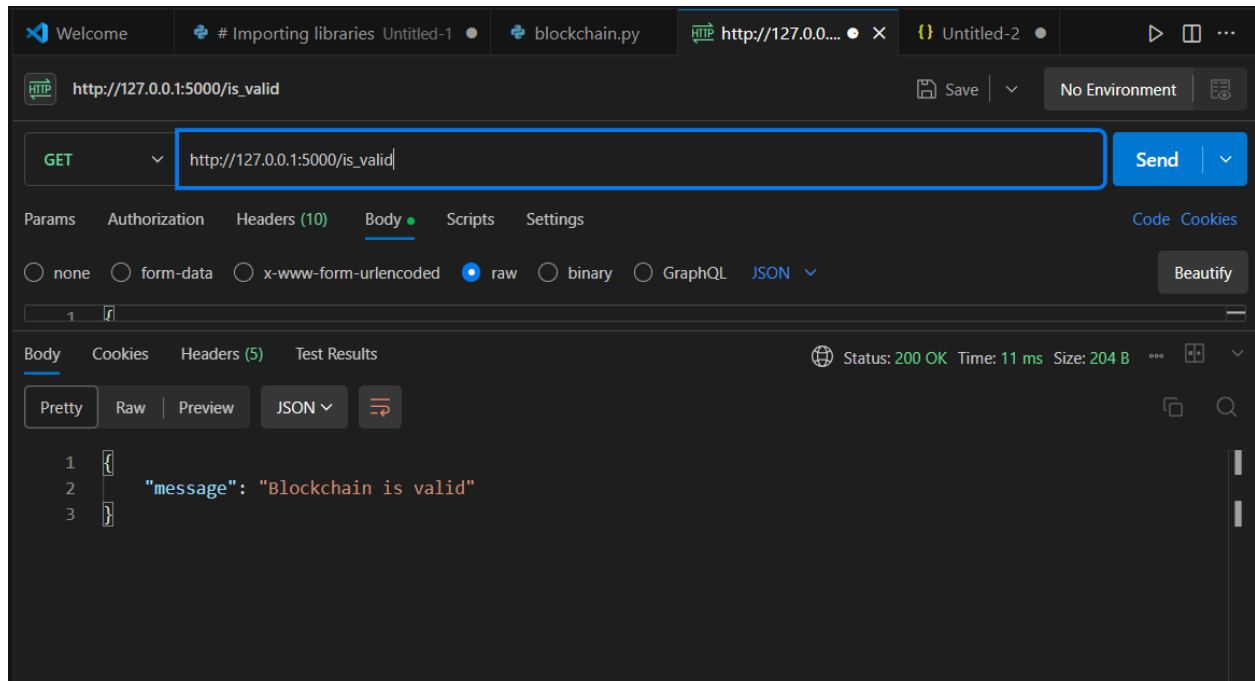 Welcome # Importing libraries Untitled-1 blockchain.py HTTP http://127.0.0.... {} Untitled-2 ...
HTTP http://127.0.0.1:5000/is_valid Save No Environment
GET http://127.0.0.1:5000/is_valid Send
Params Authorization Headers (10) Body Scripts Settings Code Cookies
none form-data x-www-form-urlencoded raw binary GraphQL JSON Beautify
1 {
Body Cookies Headers (5) Test Results Status: 200 OK Time: 11 ms Size: 204 B
Pretty Raw Preview JSON
1 {
2 "message": "Blockchain is valid"
3 }